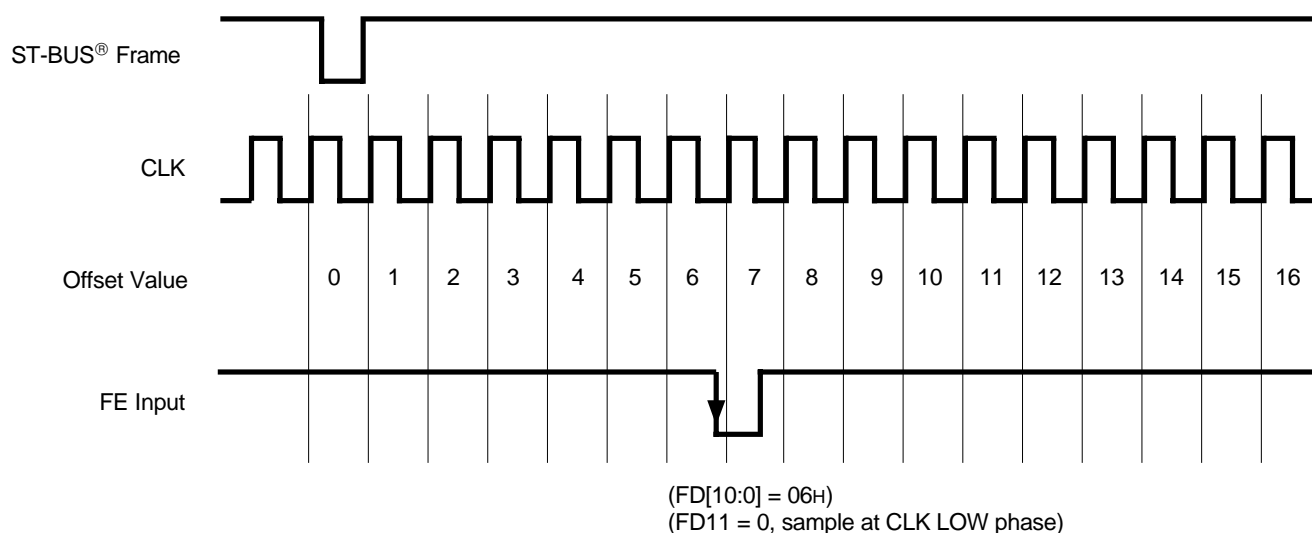 ST-BUS® Frame
CLK
Offset Value
0 1 2 3 4 5 6 7 8 9 10 11 12 13 14 15 16
FE Input
(FD[10:0] = 06H)
(FD11 = 0, sample at CLK LOW phase)